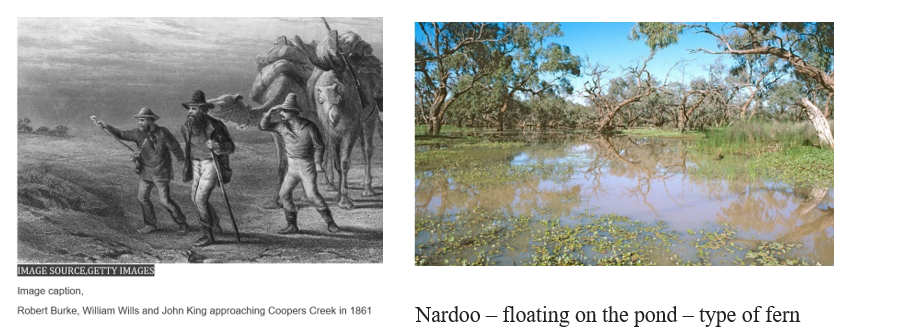 IMAGE SOURCE,GETTY IMAGES
Image caption,
Robert Burke, William Wills and John King approaching Coopers Creek in 1861
Nardoo – floating on the pond – type of fern